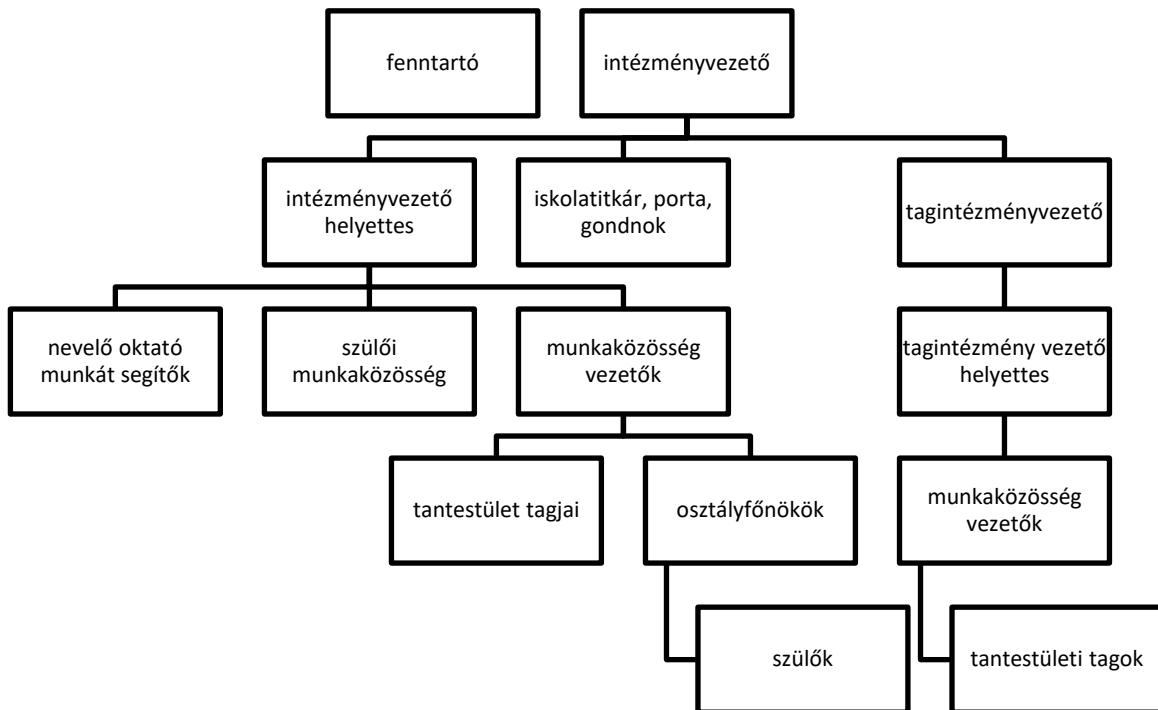 fenntartó
intézményvezető
intézményvezető
helyettes
iskolatitkár, porta,
gondnok
tagintézményvezető
nevelő oktató
munkát segítők
szülői
munkaközösség
munkaközösség
vezetők
tagintézmény vezető
helyettes
tantestület tagjai
osztályfőnökök
munkaközösség
vezetők
szülők
tantestületi tagok